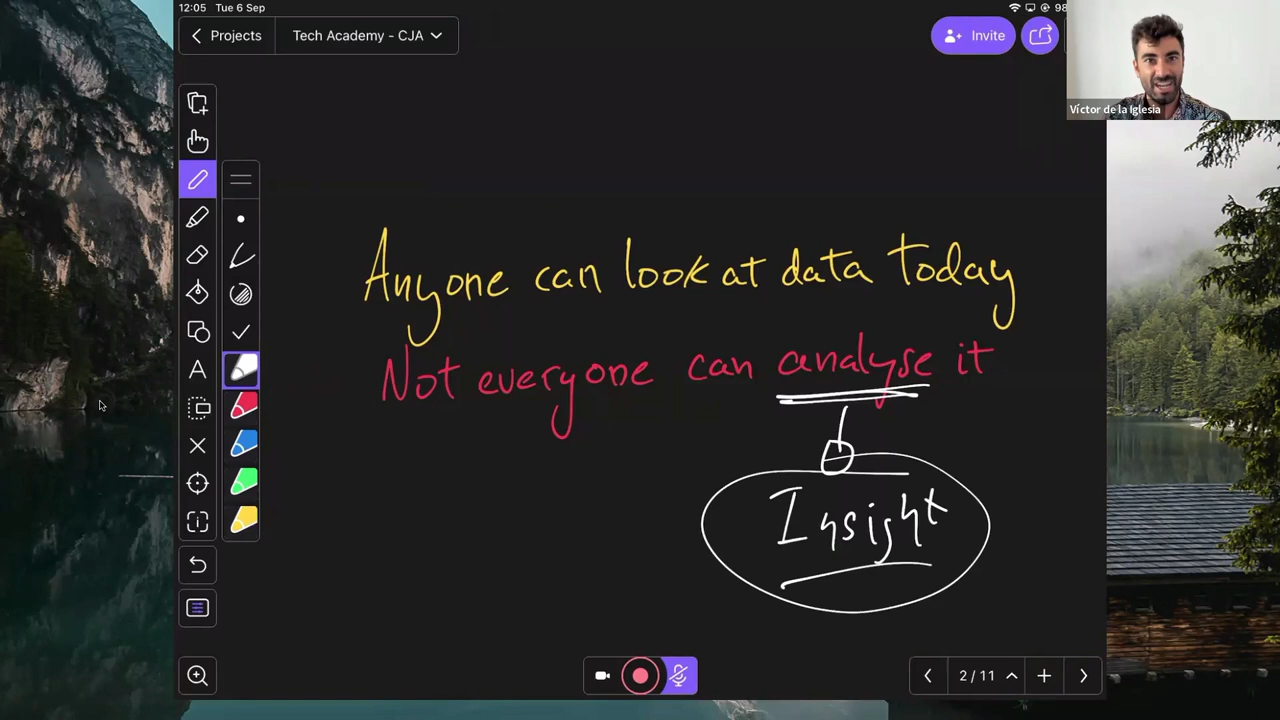 12:05 Tue 6 Sep
98
Projects
Tech Academy - CJA
Invite
Víctor de la Iglesia
A
Anyone can look at data today
Not everyone can analyse it
Insight
2/11